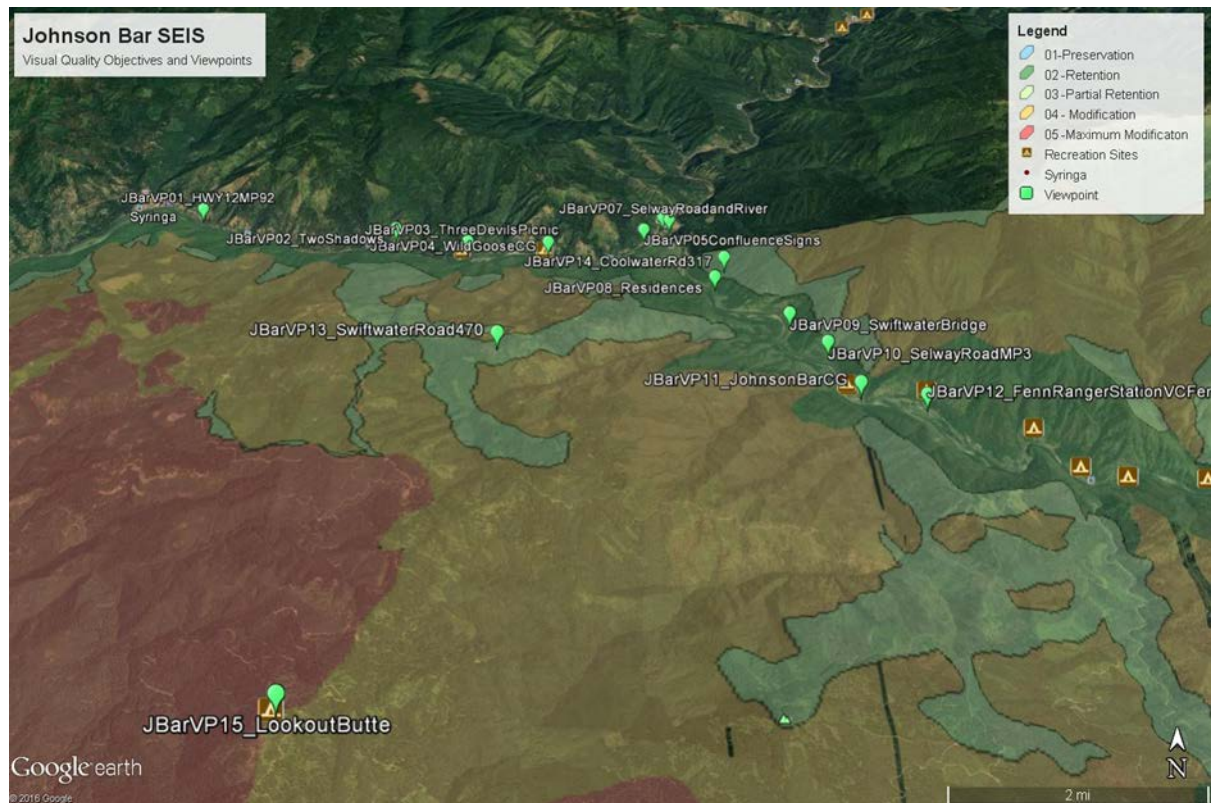 Johnson Bar SEIS
Visual Quality Objectives and Viewpoints
Legend
01-Preservation
02-Retention
03-Partial Retention
04 - Modification
05-Maximum Modificaton
Recreation Sites
Syringa
Viewpoint
JBarVP01_HWY12MP92
Syringa
JBarVP02_TwoShadows
JBarVP03_ThreeDevilsPicnic
JBarVP04_WildGooseCG
JBarVP07_SelwayRoadandRiver
JBarVP05ConfluenceSigns
JBarVP14_CoolwaterRd317
JBarVP08_Residences
JBarVP13_SwiftwaterRoad470
JBarVP09_SwiftwaterBridge
JBarVP10_SelwayRoadMP3
JBarVP11_JohnsonBarCG
JBarVP12_FennRangerStationVCFer
JBarVP15_LookoutButte
Google earth
© 2016 Google
N
2 mi